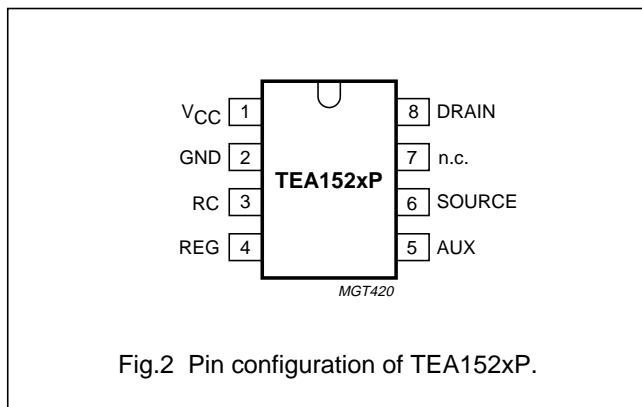 VCC 1 8 DRAIN
GND 2 7 n.c.
TEA152xP
RC 3 6 SOURCE
REG 4 5 AUX
MGT420
Fig.2 Pin configuration of TEA152xP.